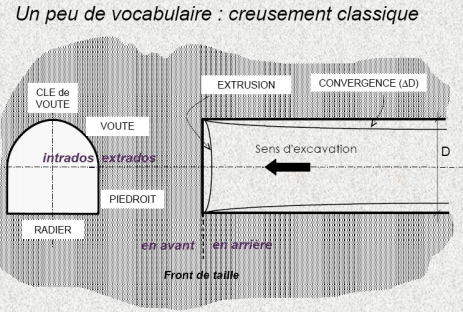 Un peu de vocabulaire : creusement classique
CLE de
VOUTE
VOUTE
intrados extrados
PIEDROIT
RADIER
EXTRUSION
CONVERGENCE (ΔD)
Sens d'excavation
D
en avant en arrière
Front de taille